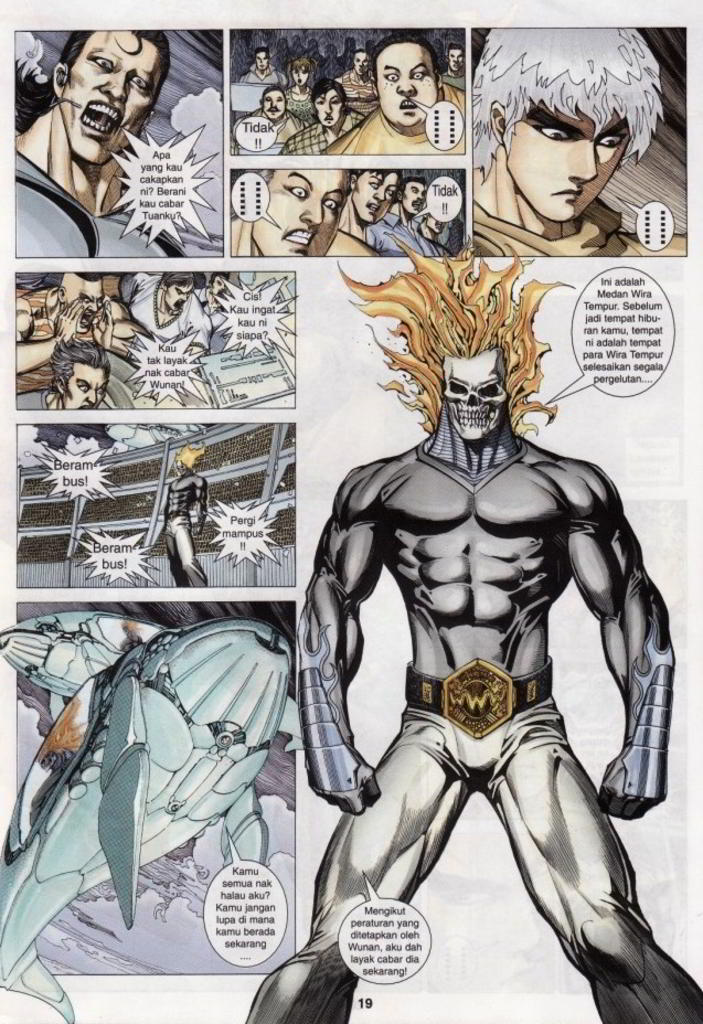 Apa
yang kau
cakapkan
ni? Berani
kau cabar
Tuanku?
Tidak
!!
Tidak
!!
Cis!
Kau ingat
kau ni
siapa?
Kau
tak layak
nak cabar
Wunan!
Ini adalah
Medan Wira
Tempur. Sebelum
jadi tempat hibu-
ran kamu, tempat
ni adalah tempat
para Wira Tempur
selesaikan segala
pergelutan....
Beram-
bus!
Beram-
bus!
Pergi
mampus
!!
Kamu
semua nak
halau aku?
Kamu jangan
lupa di mana
kamu berada
sekarang
....
Mengikut
peraturan yang
ditetapkan oleh
Wunan, aku dah
layak cabar dia
sekarang!
19